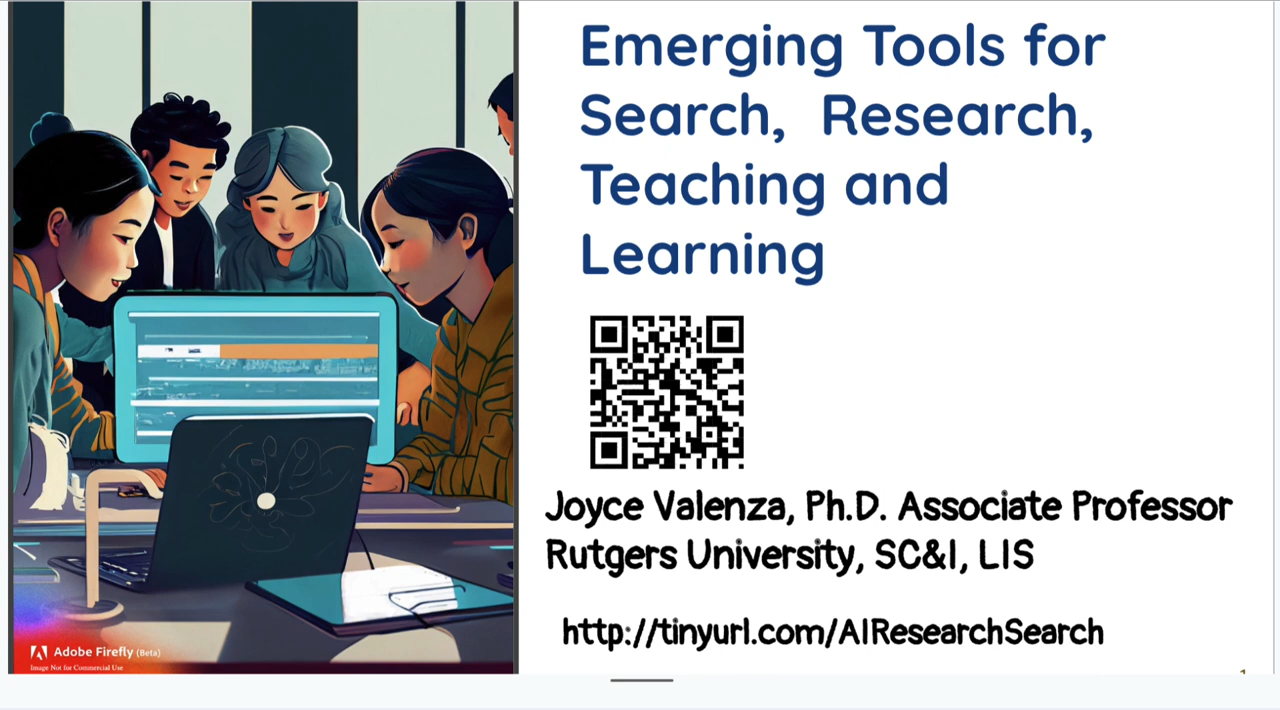 Emerging Tools for
Search, Research,
Teaching and
Learning
Joyce Valenza, Ph.D. Associate Professor
Rutgers University, SC&I, LIS
http://tinyurl.com/AIResearchSearch
Adobe Firefly (Beta)
Image Not for Commercial Use
1